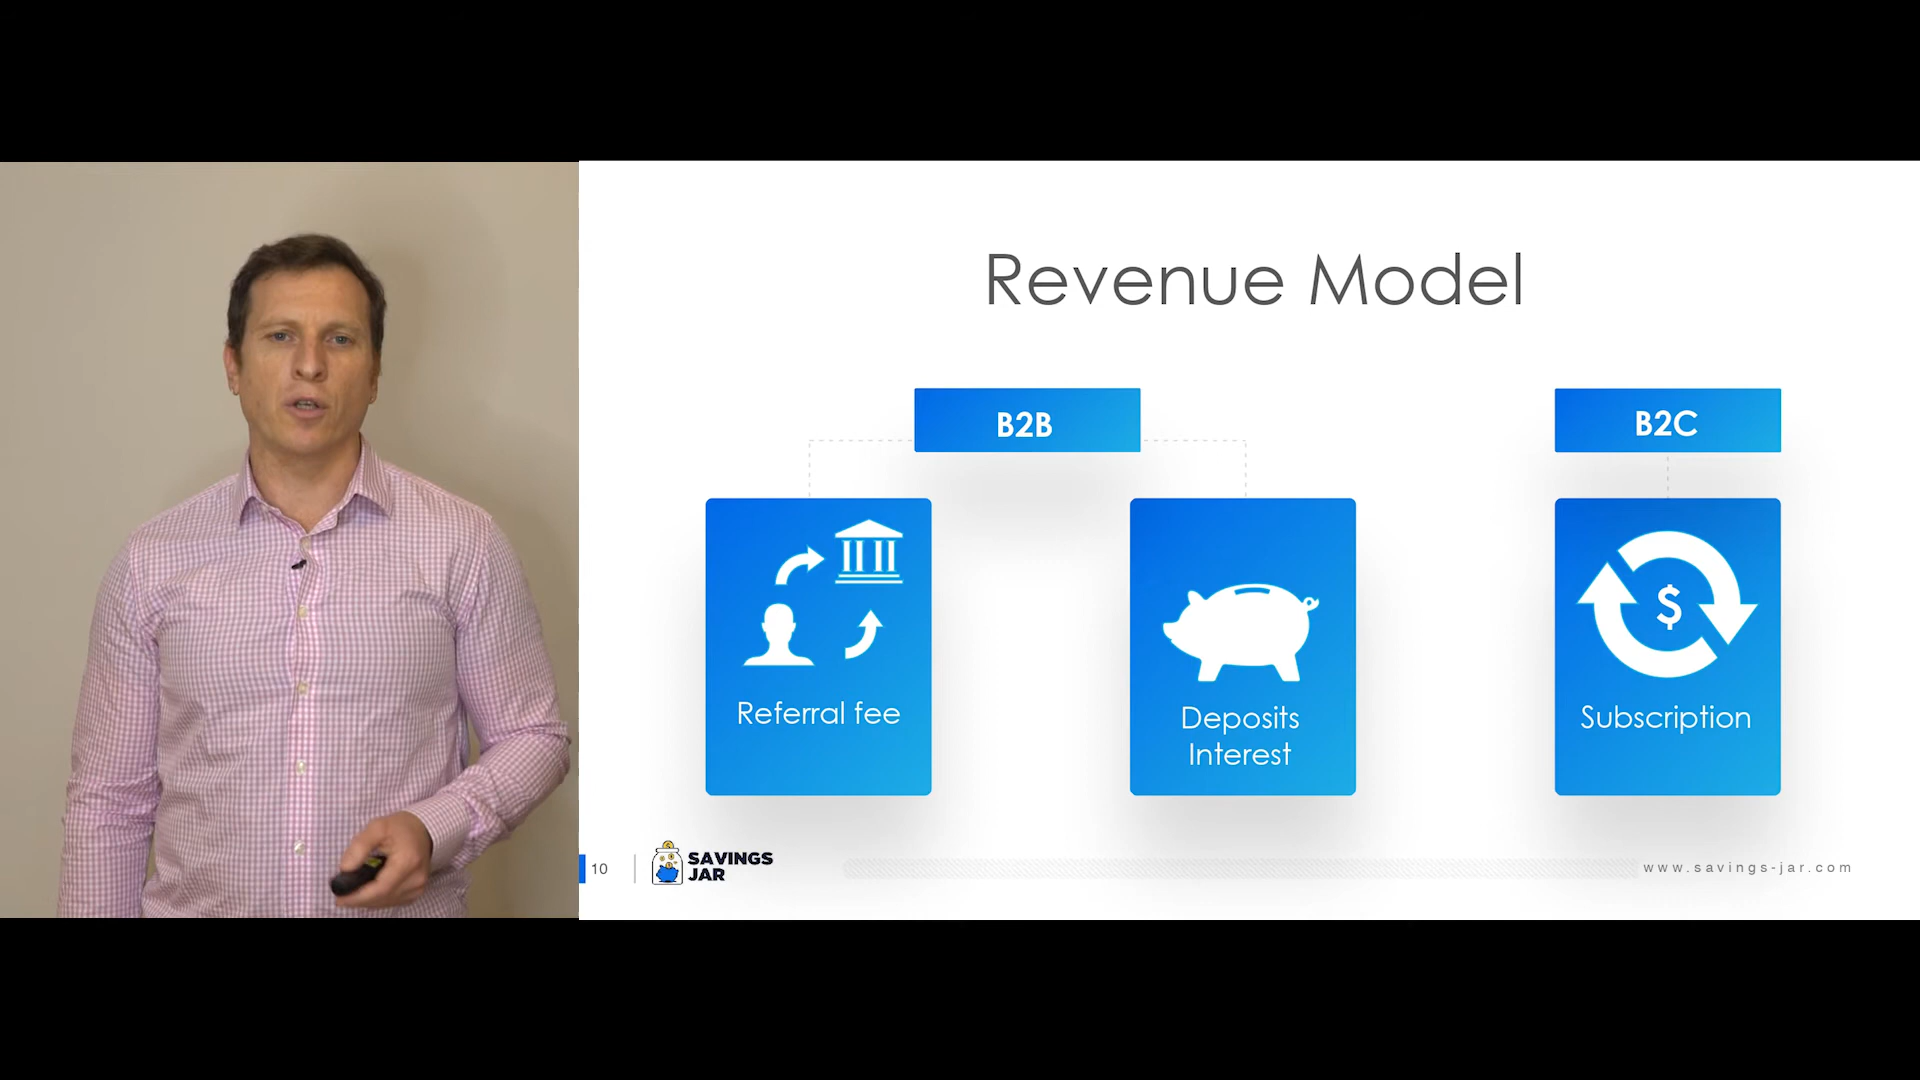 Revenue Model
B2B
B2C
Referral fee
Deposits
Interest
$
Subscription
10
SAVINGS
JAR
www.savings-jar.com